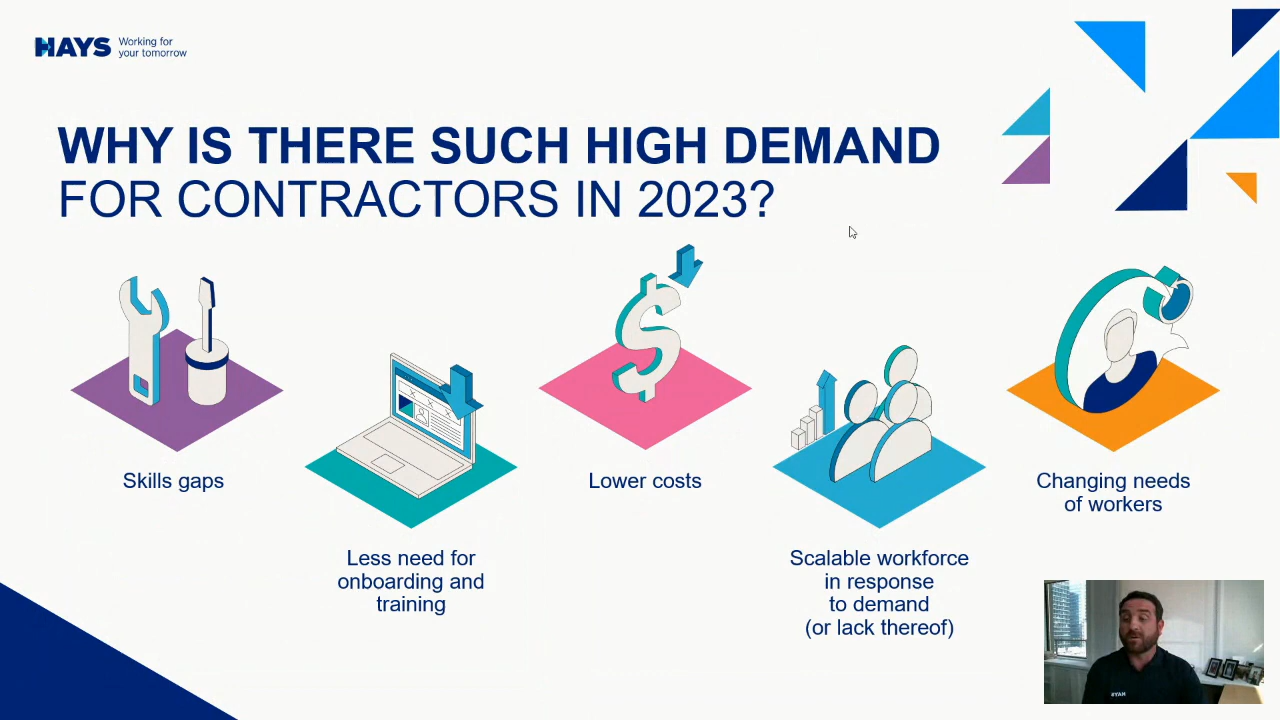 HAYS
Working for
your tomorrow
WHY IS THERE SUCH HIGH DEMAND
FOR CONTRACTORS IN 2023?
Skills gaps
Less need for
onboarding and
training
Lower costs
Scalable workforce
in response
to demand
(or lack thereof)
Changing needs
of workers